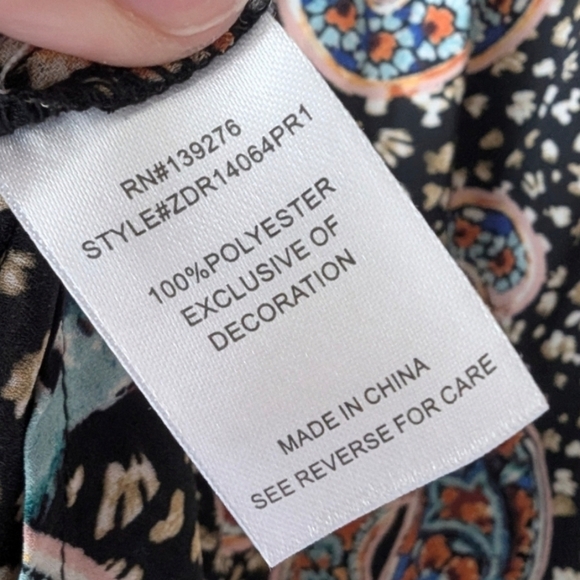 RN#139276
STYLE#ZDR14064PR1
100%POLYESTER
EXCLUSIVE OF
DECORATION
MADE IN CHINA
SEE REVERSE FOR CARE